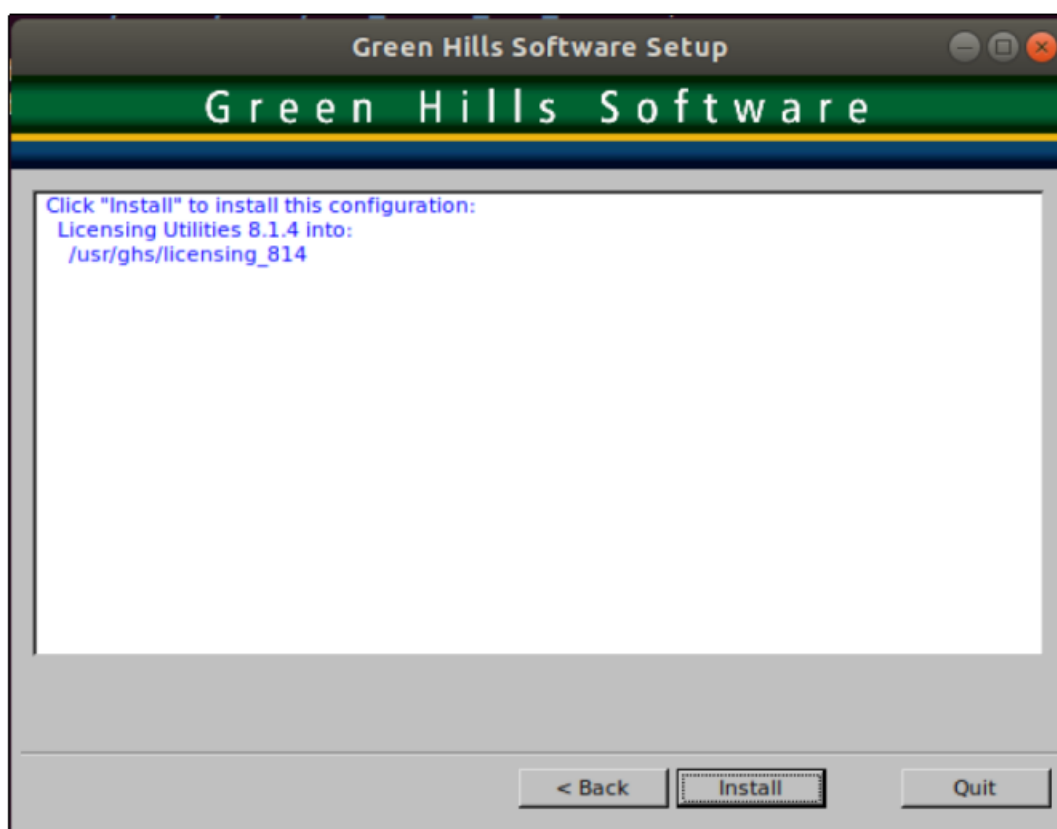 Green Hills Software Setup
Green Hills Software
Click "Install" to install this configuration:
Licensing Utilities 8.1.4 into:
/usr/ghs/licensing_814
< Back Install Quit